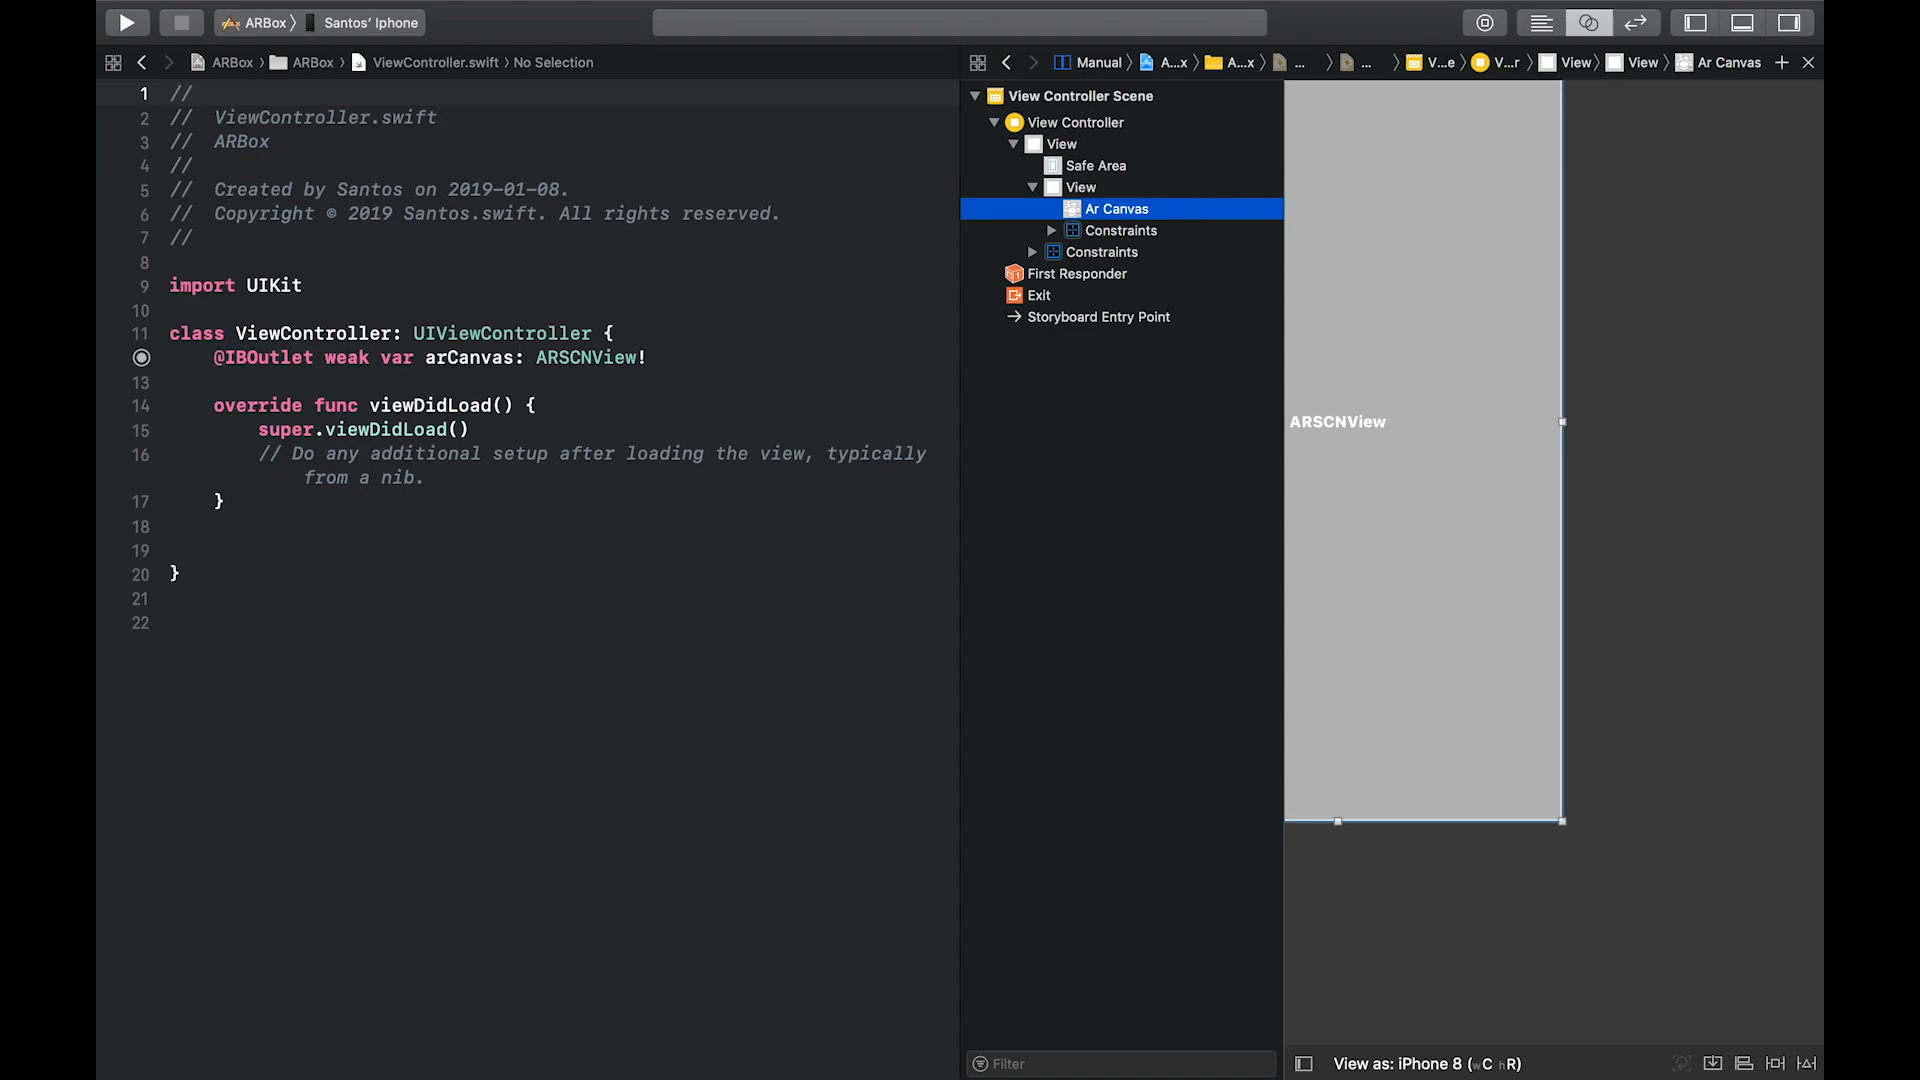 ARBox 〉 Santos’ Iphone
ARBox 〉 ARBox 〉 ViewController.swift 〉 No Selection
Manual 〉 A...x 〉 A...x 〉 ... 〉 ... 〉 V...e 〉 V...r 〉 View 〉 View 〉 Ar Canvas
1 //
2 // ViewController.swift
3 // ARBox
4 //
5 // Created by Santos on 2019-01-08.
6 // Copyright © 2019 Santos.swift. All rights reserved.
7 //
8
9 import UIKit
10
11 class ViewController: UIViewController {
@IBOutlet weak var arCanvas: ARSCNView!
13
14 override func viewDidLoad() {
15 super.viewDidLoad()
16 // Do any additional setup after loading the view, typically
from a nib.
17 }
18
19
20 }
21
22
View Controller Scene
View Controller
View
Safe Area
View
Ar Canvas
Constraints
Constraints
First Responder
Exit
Storyboard Entry Point
Filter
ARSCNView
View as: iPhone 8 (wC hR)